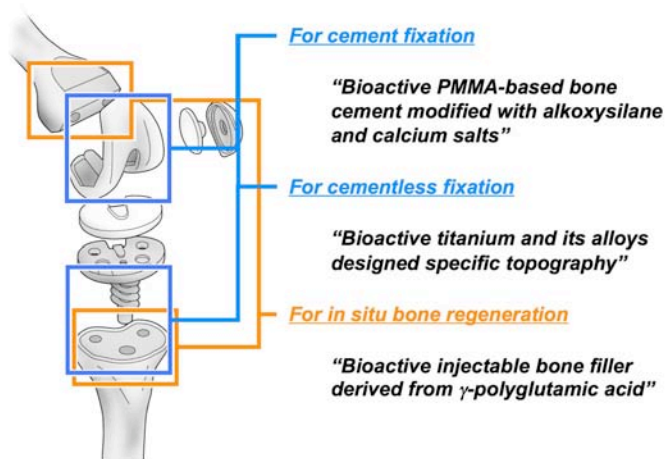 For cement fixation
“Bioactive PMMA-based bone
cement modified with alkoxysilane
and calcium salts”
For cementless fixation
“Bioactive titanium and its alloys
designed specific topography”
For in situ bone regeneration
“Bioactive injectable bone filler
derived from γ-polyglutamic acid”